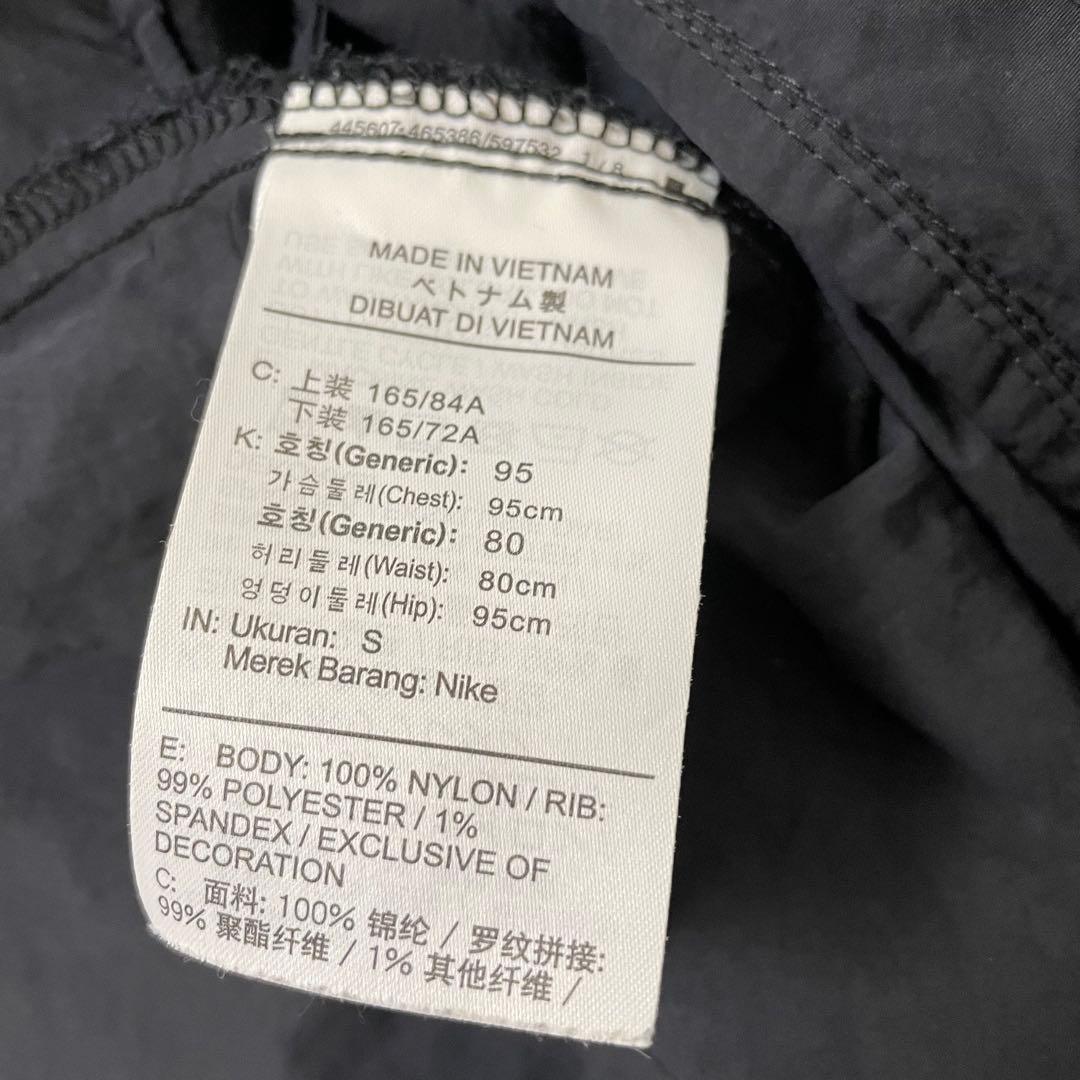 445607-465386/597532 1/8
MADE IN VIETNAM
ベトナム製
DIBUAT DI VIETNAM
C: 上装 165/84A
下装 165/72A
K: 호칭(Generic): 95
가슴둘레(Chest): 95cm
호칭(Generic): 80
허리둘레(Waist): 80cm
엉덩이둘레(Hip): 95cm
IN: Ukuran: S
Merek Barang: Nike
E: BODY: 100% NYLON / RIB:
99% POLYESTER / 1%
SPANDEX / EXCLUSIVE OF
DECORATION
C: 面料: 100% 锦纶 / 罗纹拼接:
99% 聚酯纤维 / 1% 其他纤维 /